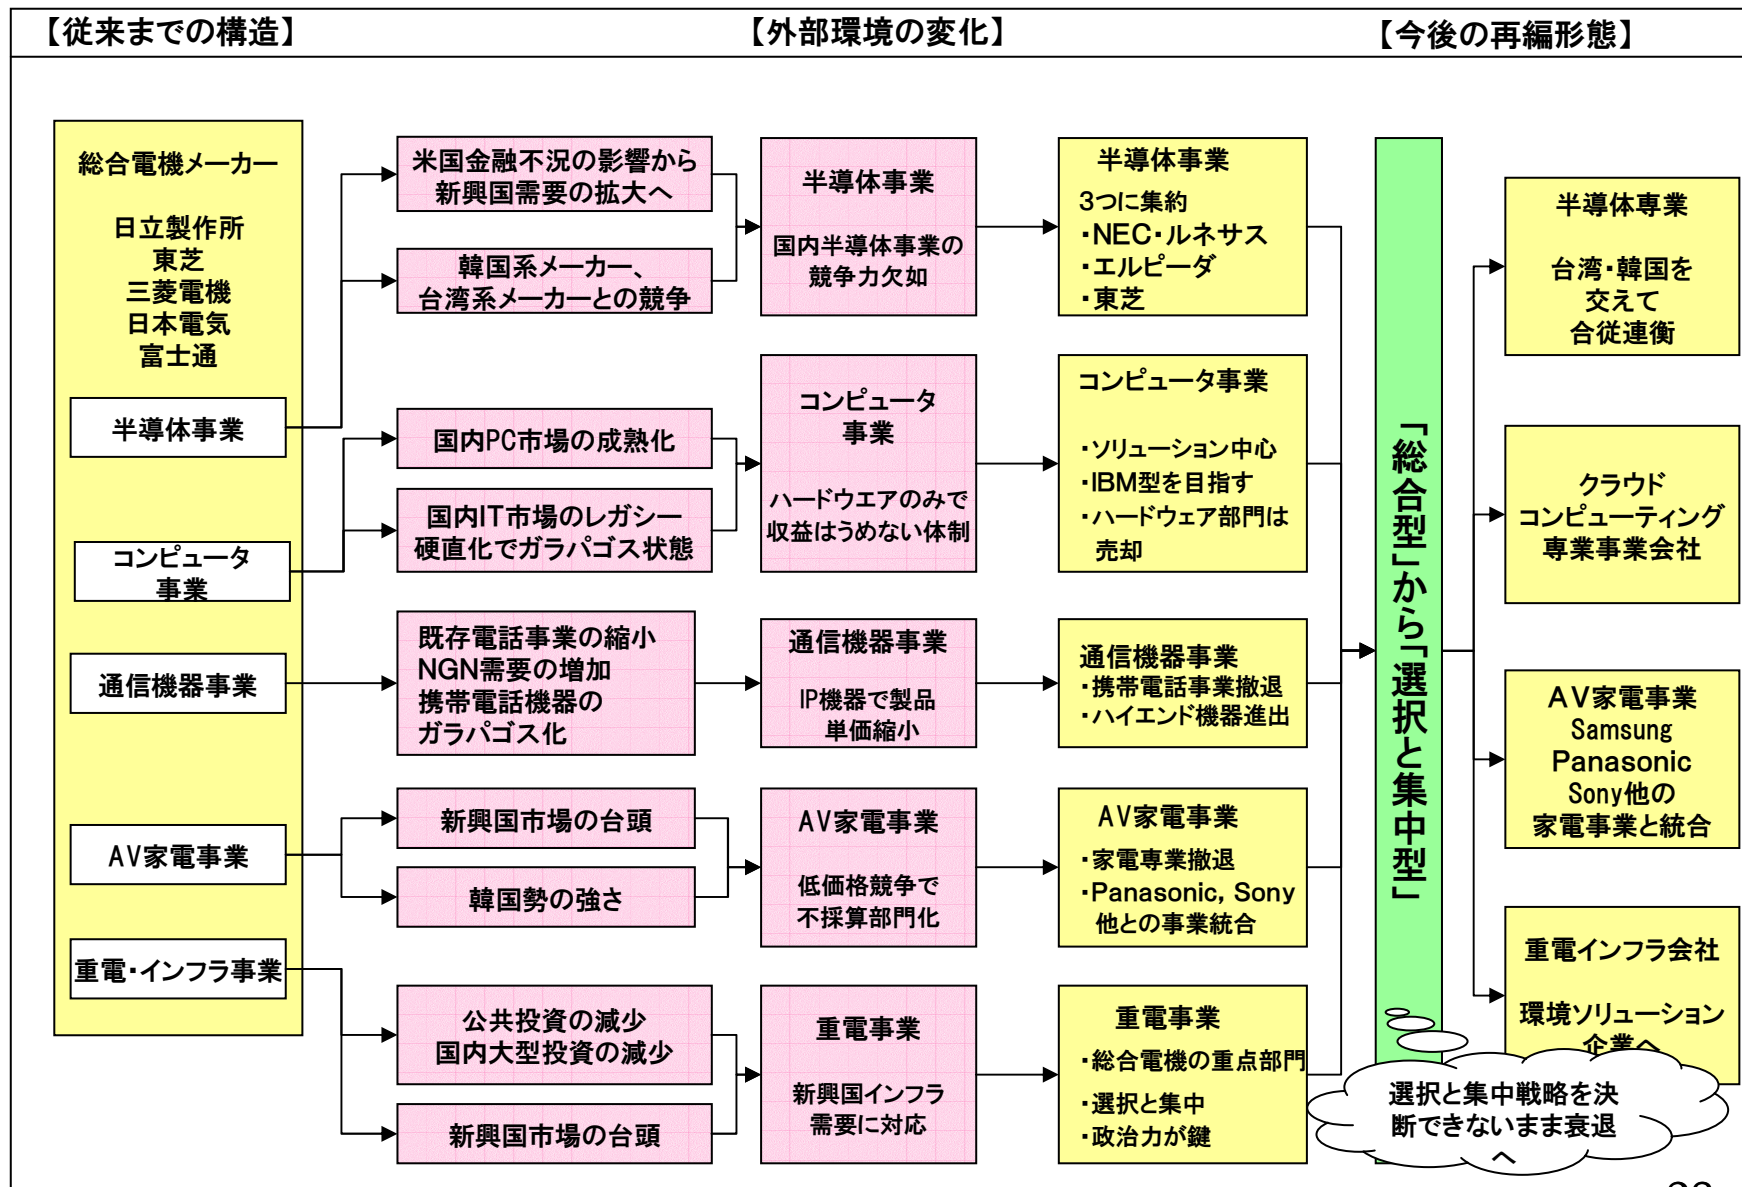 【従来までの構造】
【外部環境の変化】
【今後の再編形態】
総合電機メーカー
日立製作所
東芝
三菱電機
日本電気
富士通
半導体事業
コンピュータ
事業
通信機器事業
AV家電事業
重電・インフラ事業
米国金融不況の影響から
新興国需要の拡大へ
韓国系メーカー、
台湾系メーカーとの競争
国内PC市場の成熟化
国内IT市場のレガシー
硬直化でガラパゴス状態
既存電話事業の縮小
NGN需要の増加
携帯電話機器の
ガラパゴス化
新興国市場の台頭
韓国勢の強さ
公共投資の減少
国内大型投資の減少
新興国市場の台頭
半導体事業
国内半導体事業の
競争力欠如
コンピュータ
事業
ハードウエアのみで
収益はうめない体制
通信機器事業
IP機器で製品
単価縮小
AV家電事業
低価格競争で
不採算部門化
重電事業
新興国インフラ
需要に対応
半導体事業
3つに集約
・NEC・ルネサス
・エルピーダ
・東芝
コンピュータ事業
・ソリューション中心
・IBM型を目指す
・ハードウェア部門は
売却
通信機器事業
・携帯電話事業撤退
・ハイエンド機器進出
AV家電事業
・家電専業撤退
・Panasonic, Sony
他との事業統合
重電事業
・総合電機の重点部門
・選択と集中
・政治力が鍵
「総合型」から「選択と集中型」
半導体専業
台湾・韓国を
交えて
合従連衡
クラウド
コンピューティング
専業事業会社
AV家電事業
Samsung
Panasonic
Sony他の
家電事業と統合
重電インフラ会社
環境ソリューション
企業へ
選択と集中戦略を決
断できないまま衰退
へ